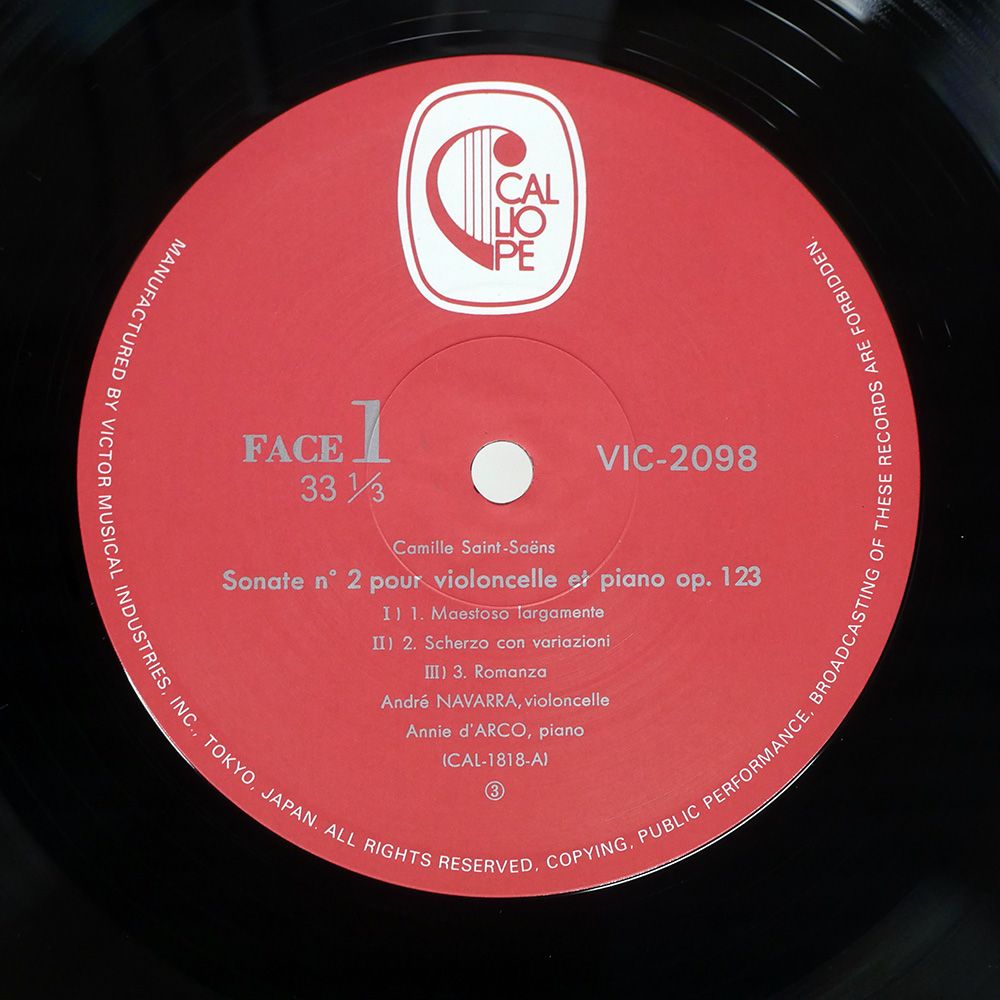 CAL
LIO
PE
FACE 1
33 1/3
VIC-2098
Camille Saint-Saëns
Sonate n° 2 pour violoncelle et piano op. 123
I) 1. Maestoso largamente
II) 2. Scherzo con variazioni
III) 3. Romanza
André NAVARRA, violoncelle
Annie d'ARCO, piano
(CAL-1818-A)
③
MANUFACTURED BY VICTOR MUSICAL INDUSTRIES, INC., TOKYO, JAPAN. ALL RIGHTS RESERVED, COPYING, PUBLIC PERFORMANCE, BROADCASTING OF THESE RECORDS ARE FORBIDDEN.